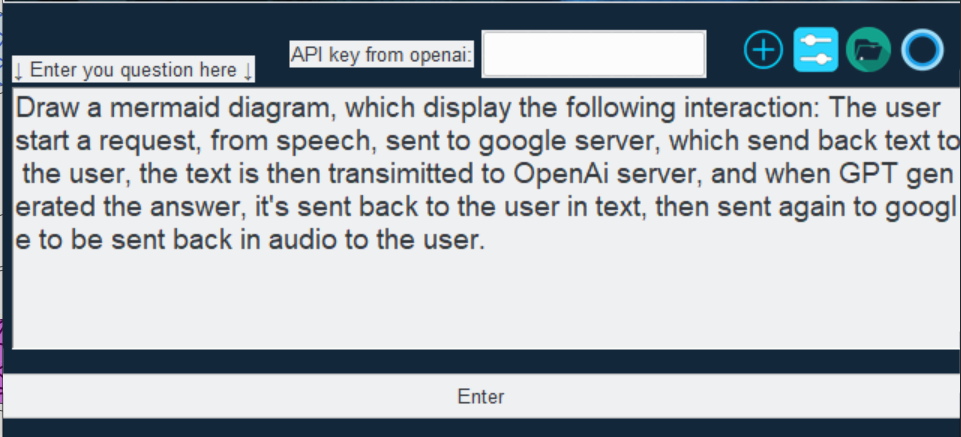 API key from openai:
↓ Enter you question here ↓
Draw a mermaid diagram, which display the following interaction: The user
start a request, from speech, sent to google server, which send back text to
the user, the text is then transimitted to OpenAi server, and when GPT gen
erated the answer, it's sent back to the user in text, then sent again to googl
e to be sent back in audio to the user.
Enter